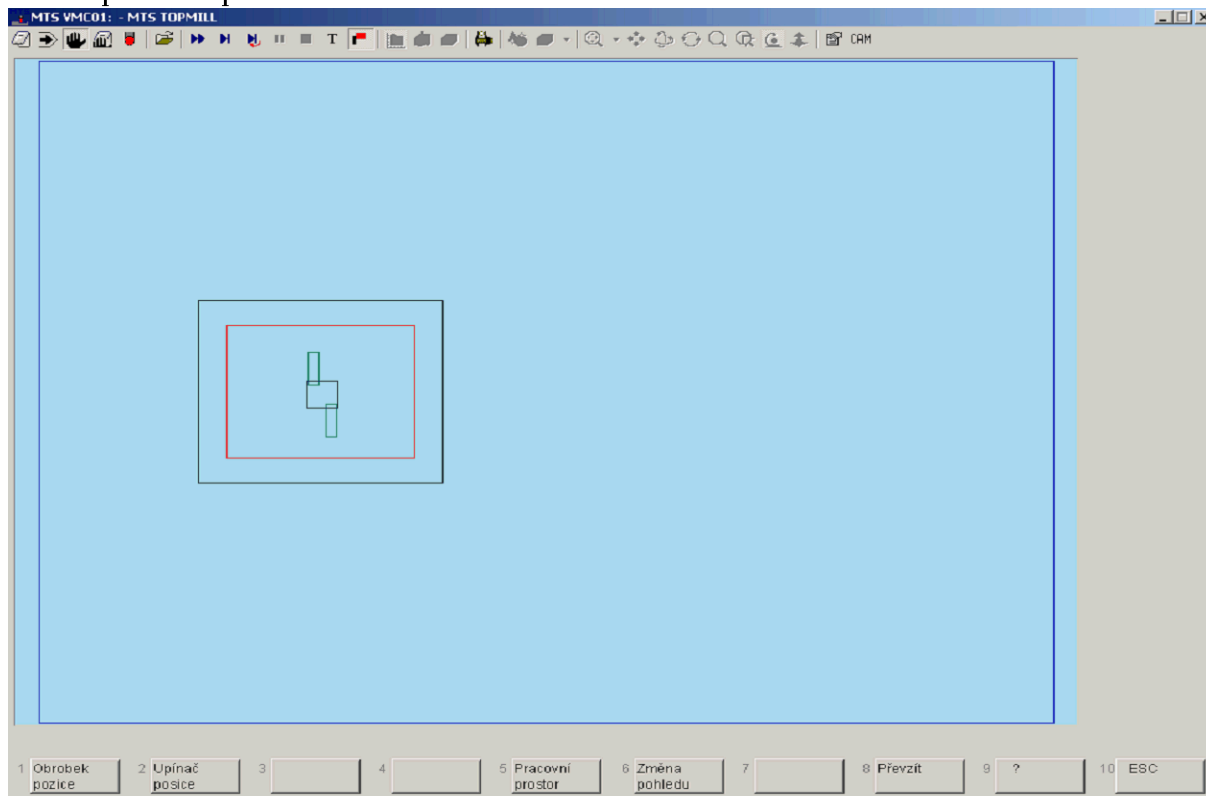 MTS VMC01: - MTS TOPMILL
T CAM
1 Obrobek pozice 2 Upínač posice 3 4 5 Pracovní prostor 6 Změna pohledu 7 8 Převzít 9 ? 10 ESC